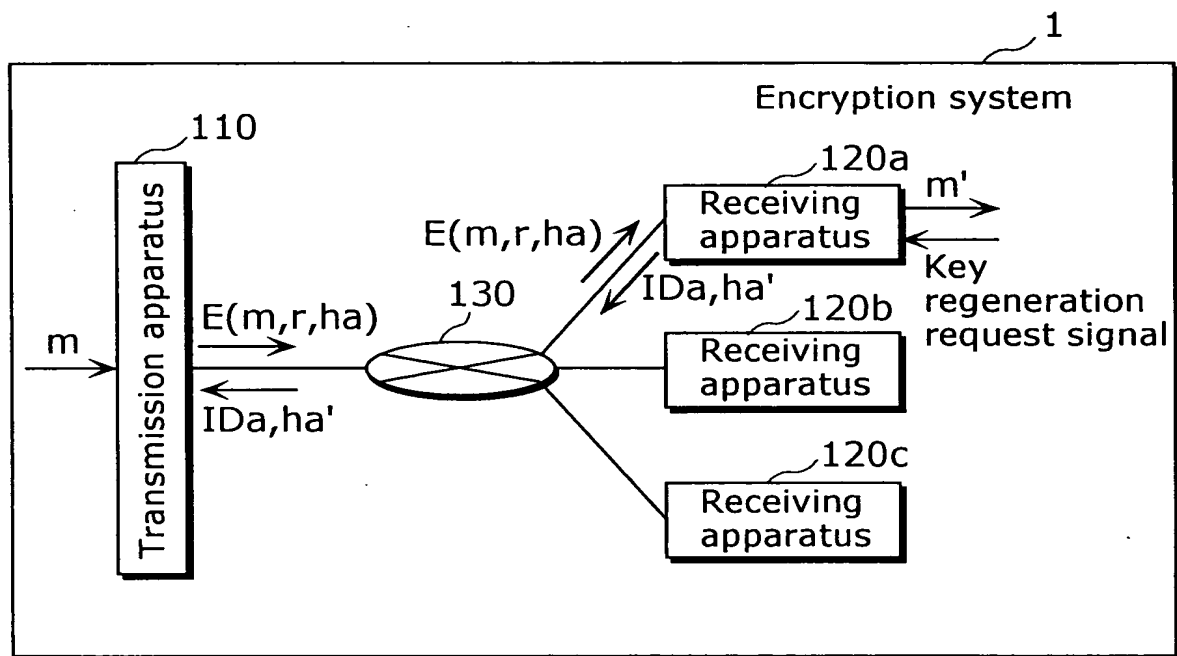 1
Encryption system
110
Transmission apparatus
m
E(m,r,ha)
IDa,ha'
130
E(m,r,ha)
IDa,ha'
120a
Receiving
apparatus
m'
Key
regeneration
request signal
120b
Receiving
apparatus
120c
Receiving
apparatus